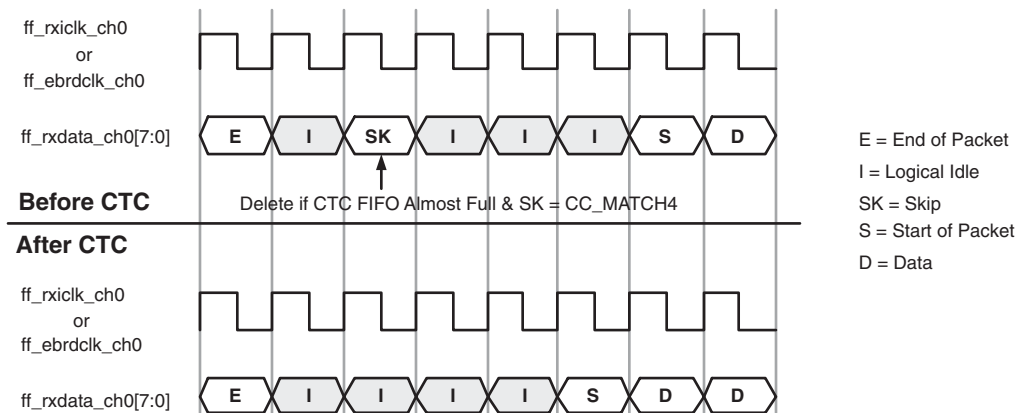 ff_rxiclk_ch0
or
ff_ebrdclk_ch0
ff_rxdata_ch0[7:0]
E I SK I I I S D
Before CTC
Delete if CTC FIFO Almost Full & SK = CC_MATCH4
After CTC
ff_rxiclk_ch0
or
ff_ebrdclk_ch0
ff_rxdata_ch0[7:0]
E I I I I S D D
E = End of Packet
I = Logical Idle
SK = Skip
S = Start of Packet
D = Data